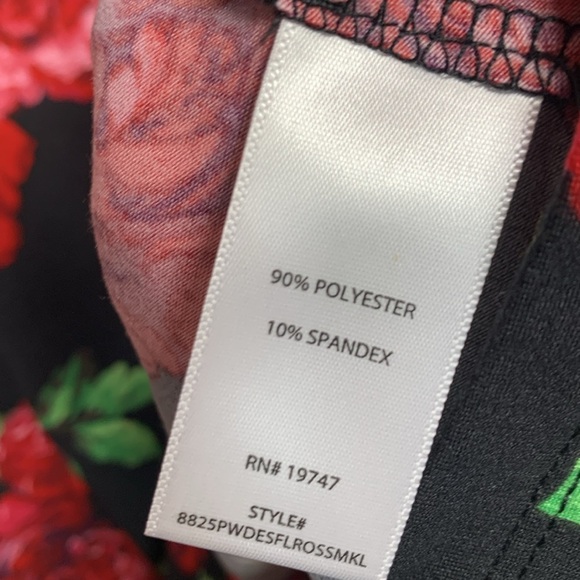 90% POLYESTER
10% SPANDEX
RN# 19747
STYLE#
8825PWDESFLROSSMKL